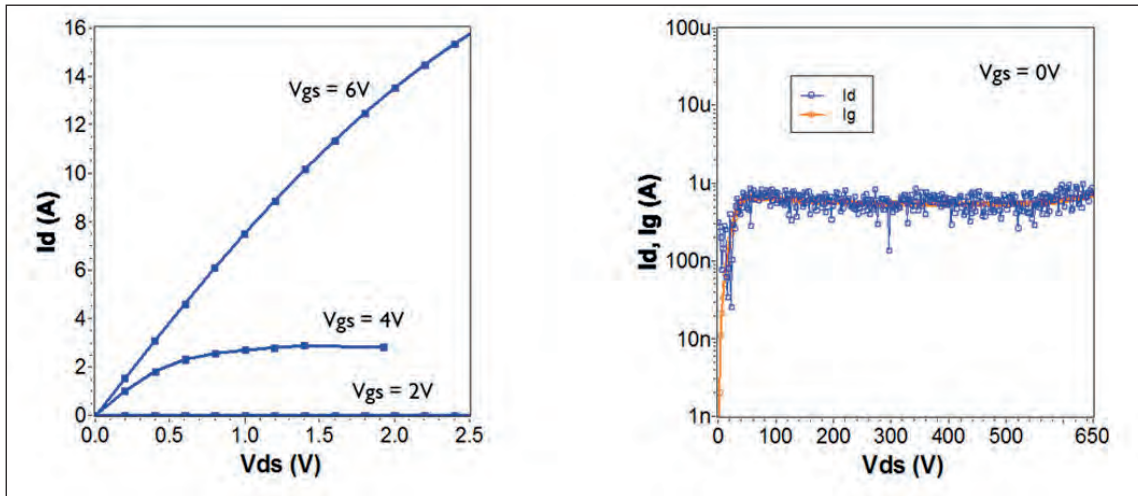 16
14
12
10
8
6
4
2
0
Id (A)
Vgs = 6V
Vgs = 4V
Vgs = 2V
0.0
0.5
1.0
1.5
2.0
2.5
Vds (V)
100u
10u
1u
100n
10n
1n
Id, Ig (A)
Id
Ig
Vgs = 0V
0
100
200
300
400
500
650
Vds (V)